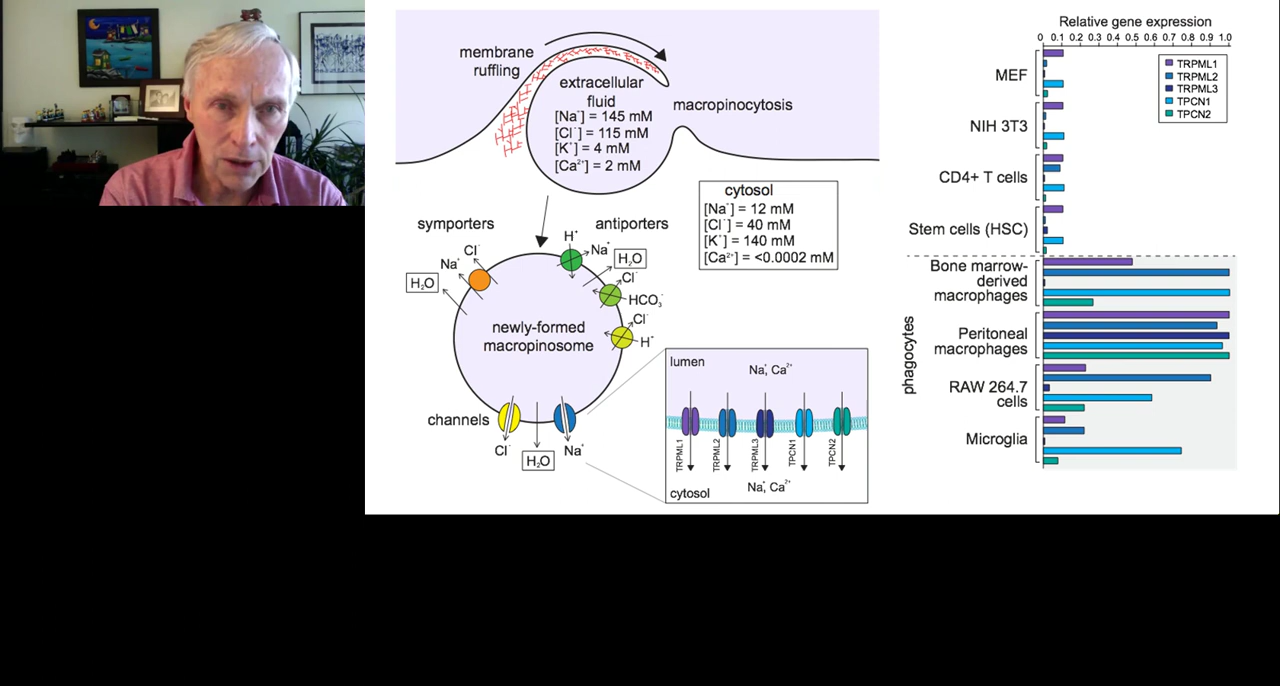 membrane
ruffling
extracellular
fluid
[Na⁺] = 145 mM
[Cl⁻] = 115 mM
[K⁺] = 4 mM
[Ca²⁺] = 2 mM
macropinocytosis
cytosol
[Na⁺] = 12 mM
[Cl⁻] = 40 mM
[K⁺] = 140 mM
[Ca²⁺] = <0.0002 mM
symporters
antiporters
H⁺
Na⁺
H₂O
Cl⁻
Na⁺
H₂O
Cl⁻
HCO₃⁻
Cl⁻
H⁺
newly-formed
macropinosome
channels
Cl⁻
H₂O
Na⁺
lumen
Na⁺, Ca²⁺
TRPML1
TRPML2
TRPML3
TPCN1
TPCN2
Na⁺, Ca²⁺
cytosol
Relative gene expression
0 0.1 0.2 0.3 0.4 0.5 0.6 0.7 0.8 0.9 1.0
TRPML1
TRPML2
TRPML3
TPCN1
TPCN2
MEF
NIH 3T3
CD4+ T cells
Stem cells (HSC)
Bone marrow-
derived
macrophages
Peritoneal
macrophages
RAW 264.7
cells
Microglia
phagocytes